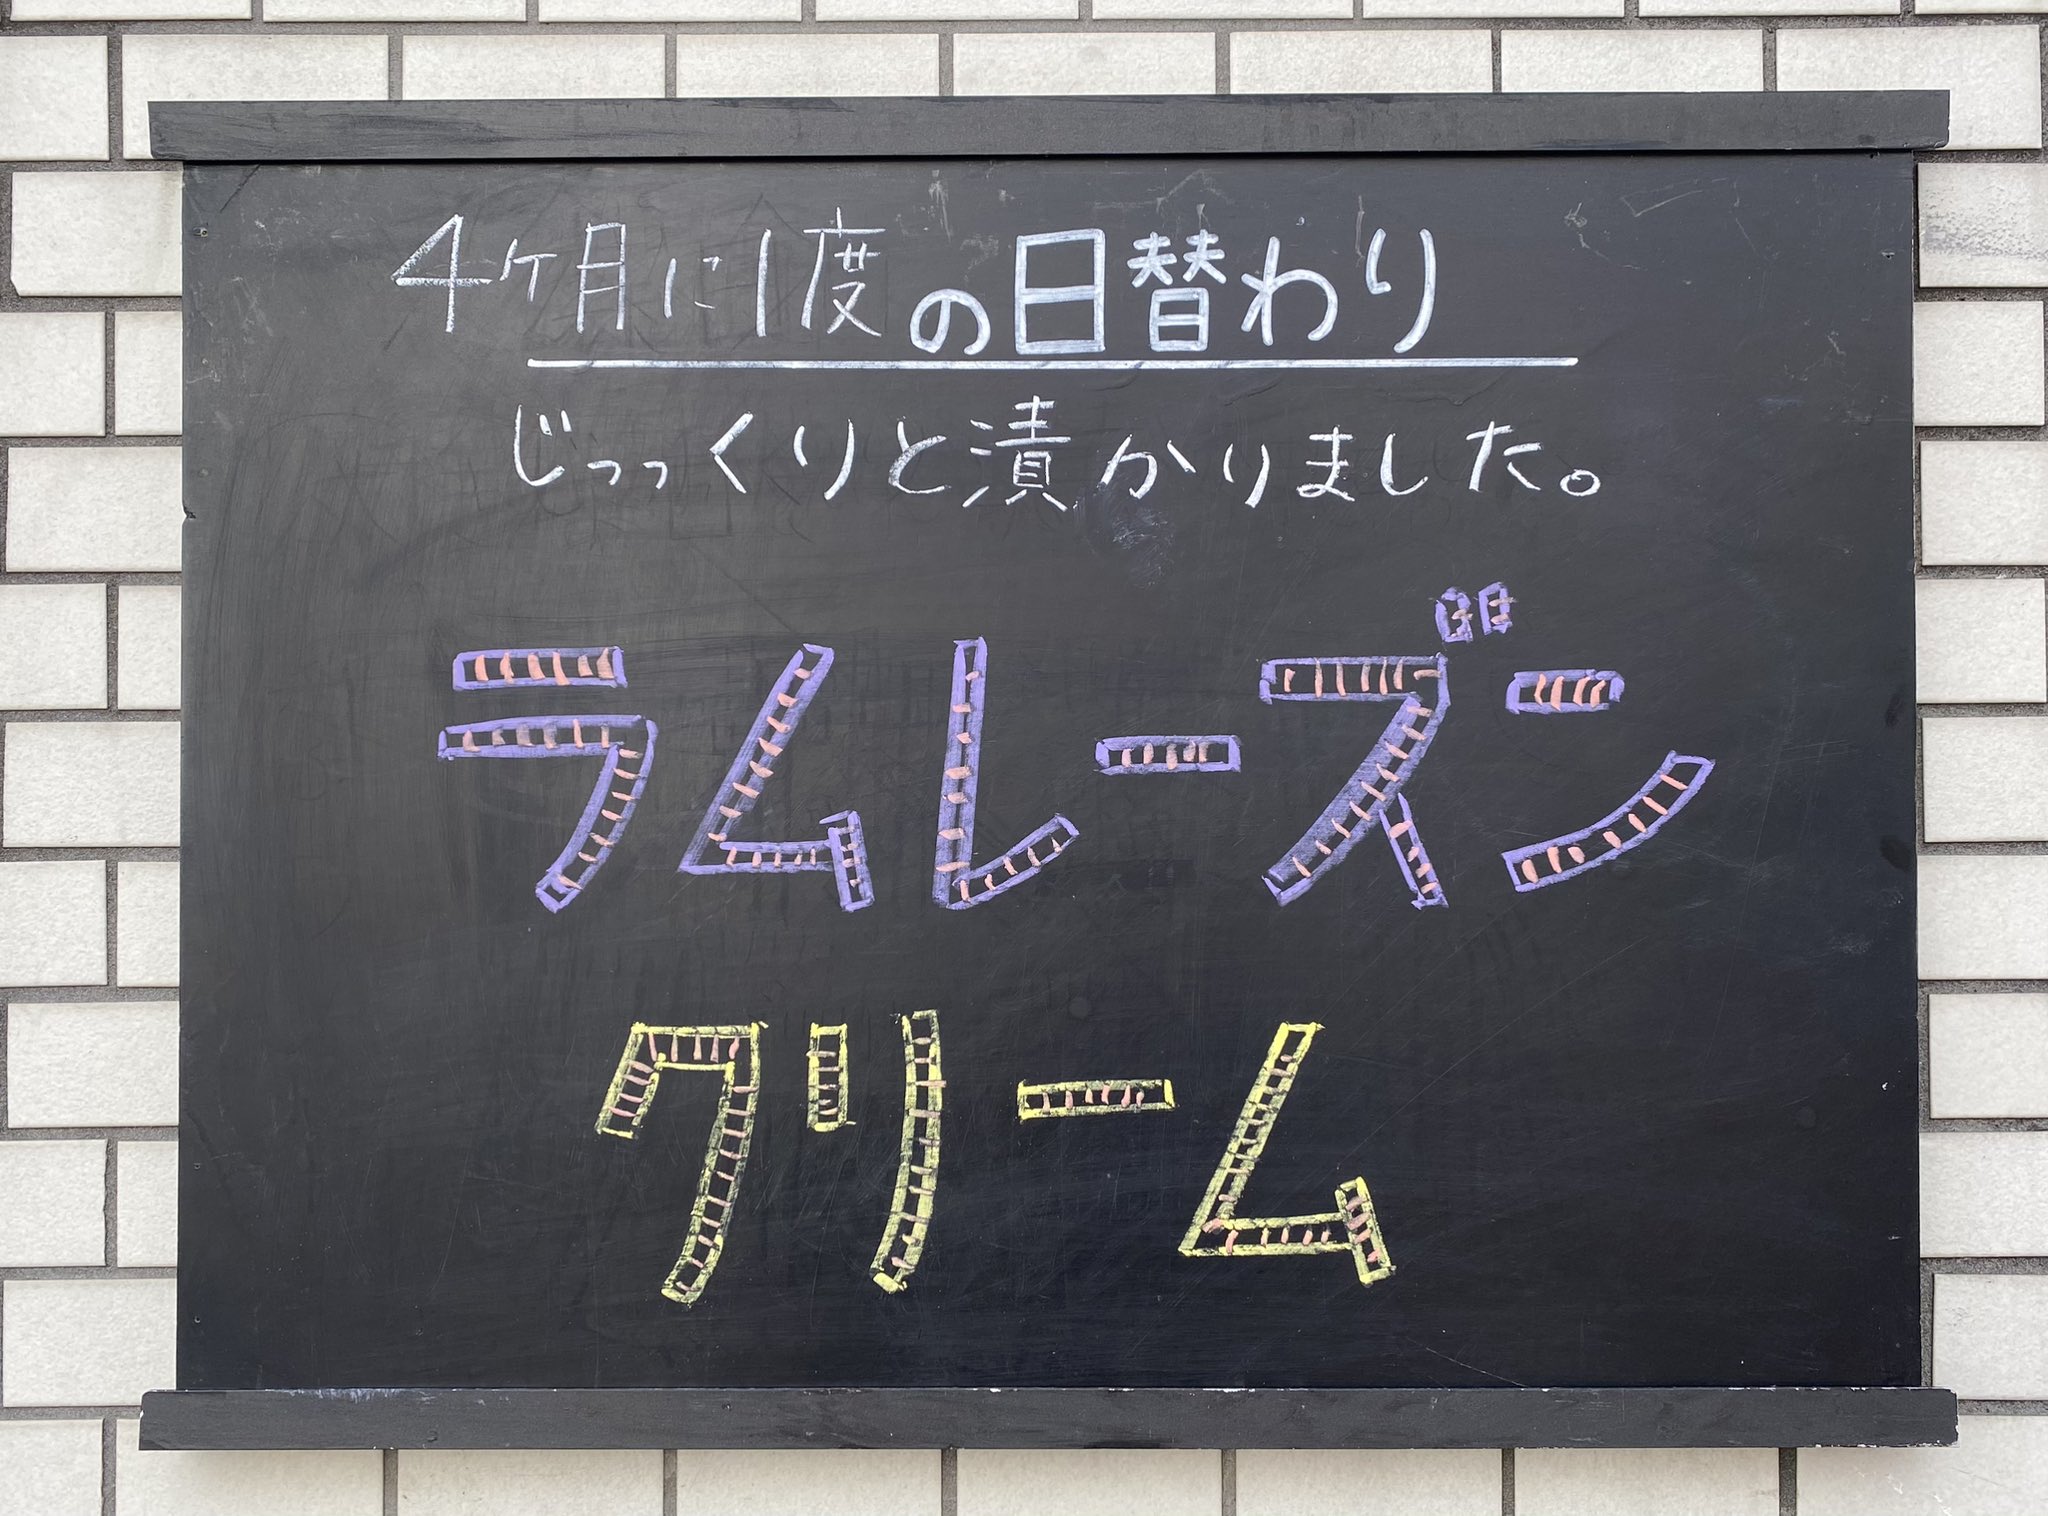 4ヶ月に1度の日替わり
じっっくりと漬かりました。
ラムレーズン
クリーム